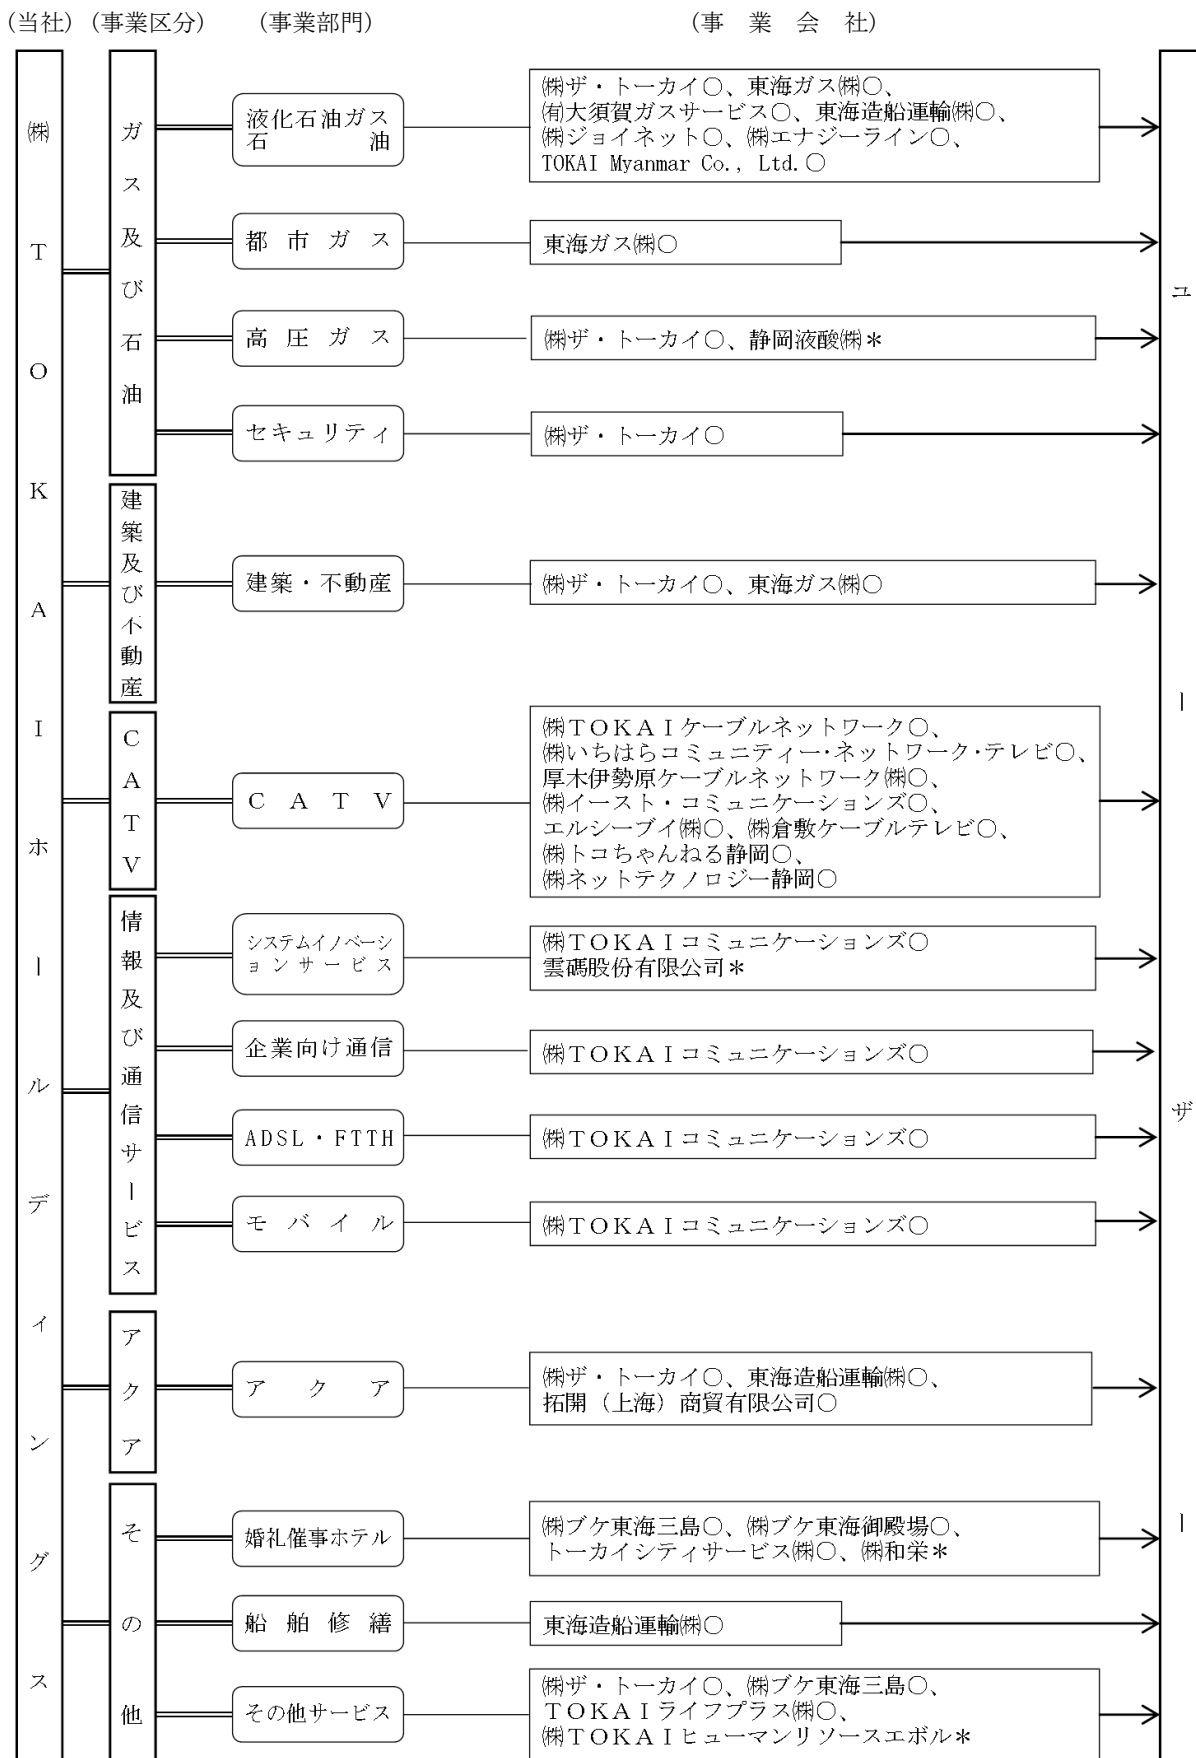 (当社) (事業区分) (事業部門) (事 業 会 社)
㈱TOKAIホールディングス
ガス及び石油
液化石油ガス
石油
㈱ザ・トーカイ○、東海ガス㈱○、
㈲大須賀ガスサービス○、東海造船運輸㈱○、
㈱ジョイネット○、㈱エナジーライン○、
TOKAI Myanmar Co., Ltd.○
都市ガス
東海ガス㈱○
高圧ガス
㈱ザ・トーカイ○、静岡液酸㈱＊
セキュリティ
㈱ザ・トーカイ○
建築及び不動産
建築・不動産
㈱ザ・トーカイ○、東海ガス㈱○
CATV
CATV
㈱TOKAIケーブルネットワーク○、
㈱いちはらコミュニティー・ネットワーク・テレビ○、
厚木伊勢原ケーブルネットワーク㈱○、
㈱イースト・コミュニケーションズ○、
エルシーブイ㈱○、㈱倉敷ケーブルテレビ○、
㈱トコちゃんねる静岡○、
㈱ネットテクノロジー静岡○
情報及び通信サービス
システムイノベーシ
ョンサービス
㈱TOKAIコミュニケーションズ○
雲碼股份有限公司＊
企業向け通信
㈱TOKAIコミュニケーションズ○
ADSL・FTTH
㈱TOKAIコミュニケーションズ○
モバイル
㈱TOKAIコミュニケーションズ○
アクア
アクア
㈱ザ・トーカイ○、東海造船運輸㈱○、
拓開（上海）商貿有限公司○
その他
婚礼催事ホテル
㈱ブケ東海三島○、㈱ブケ東海御殿場○、
トーカイシティサービス㈱○、㈱和栄＊
船舶修繕
東海造船運輸㈱○
その他サービス
㈱ザ・トーカイ○、㈱ブケ東海三島○、
TOKAIライフプラス㈱○、
㈱TOKAIヒューマンリソースエボル＊
ユーザー